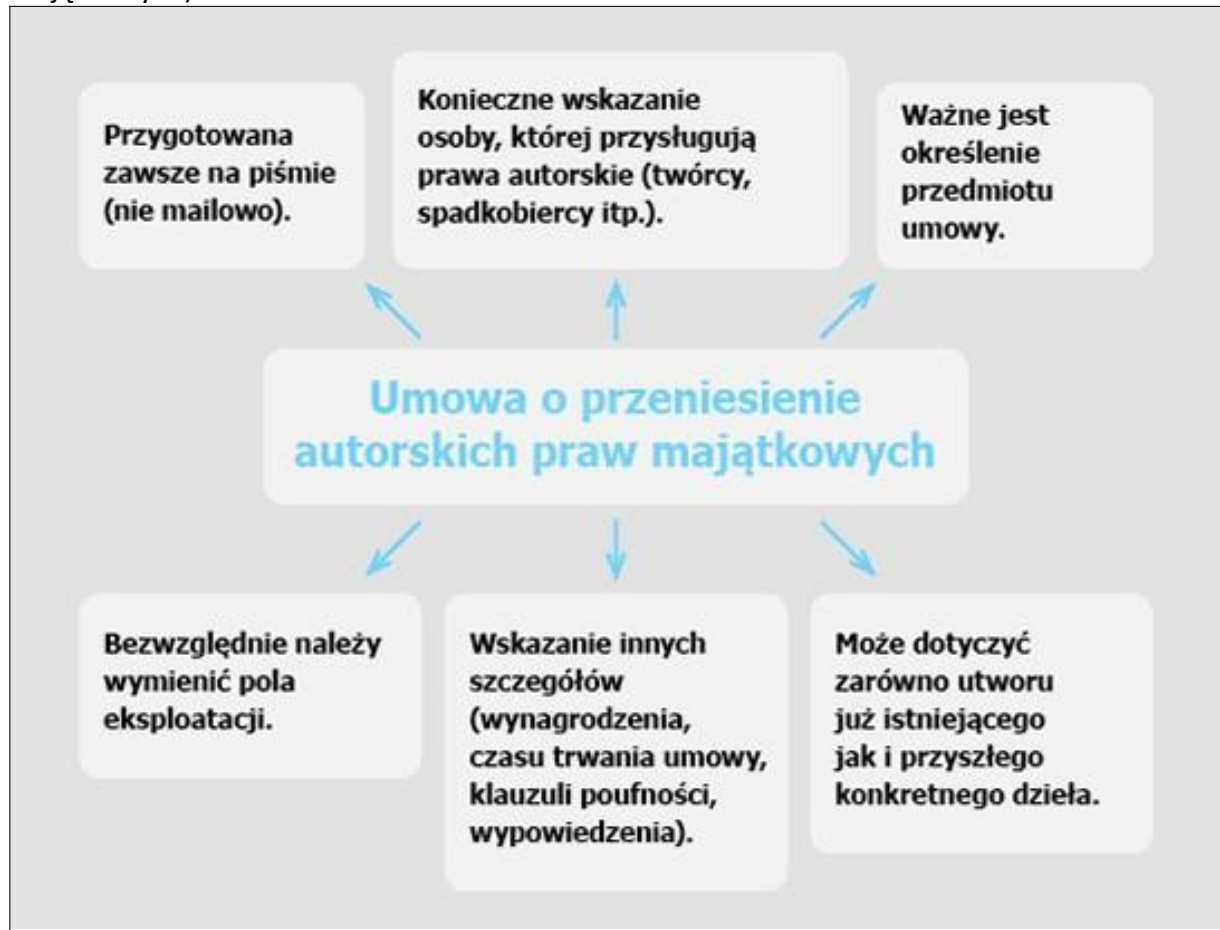 Przygotowana
zawsze na piśmie
(nie mailowo).
Konieczne wskazanie
osoby, której przysługują
prawa autorskie (twórcy,
spadkobiercy itp.).
Ważne jest
określenie
przedmiotu
umowy.
Umowa o przeniesienie
autorskich praw majątkowych
Bezwzględnie należy
wymienić pola
eksploatacji.
Wskazanie innych
szczegółów
(wynagrodzenia,
czasu trwania umowy,
klauzuli poufności,
wypowiedzenia).
Może dotyczyć
zarówno utworu
już istniejącego
jak i przyszłego
konkretnego dzieła.